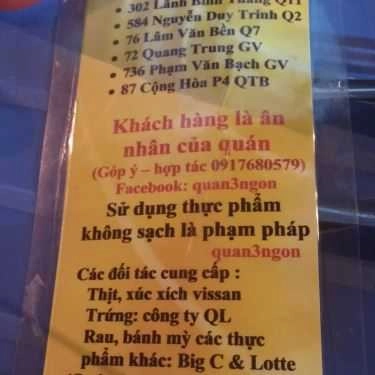 • 302 Lãnh Binh Thăng Q11
• 584 Nguyễn Duy Trinh Q2
• 76 Lâm Văn Bền Q7
• 72 Quang Trung GV
• 736 Phạm Văn Bạch GV
• 87 Cộng Hòa P4 QTB
Khách hàng là ân
nhân của quán
(Góp ý – hợp tác 0917680579)
Facebook: quan3ngon
Sử dụng thực phẩm
không sạch là phạm pháp
quan3ngon
Các đối tác cung cấp :
Thịt, xúc xích vissan
Trứng: công ty QL
Rau, bánh mỳ các thực
phẩm khác: Big C & Lotte